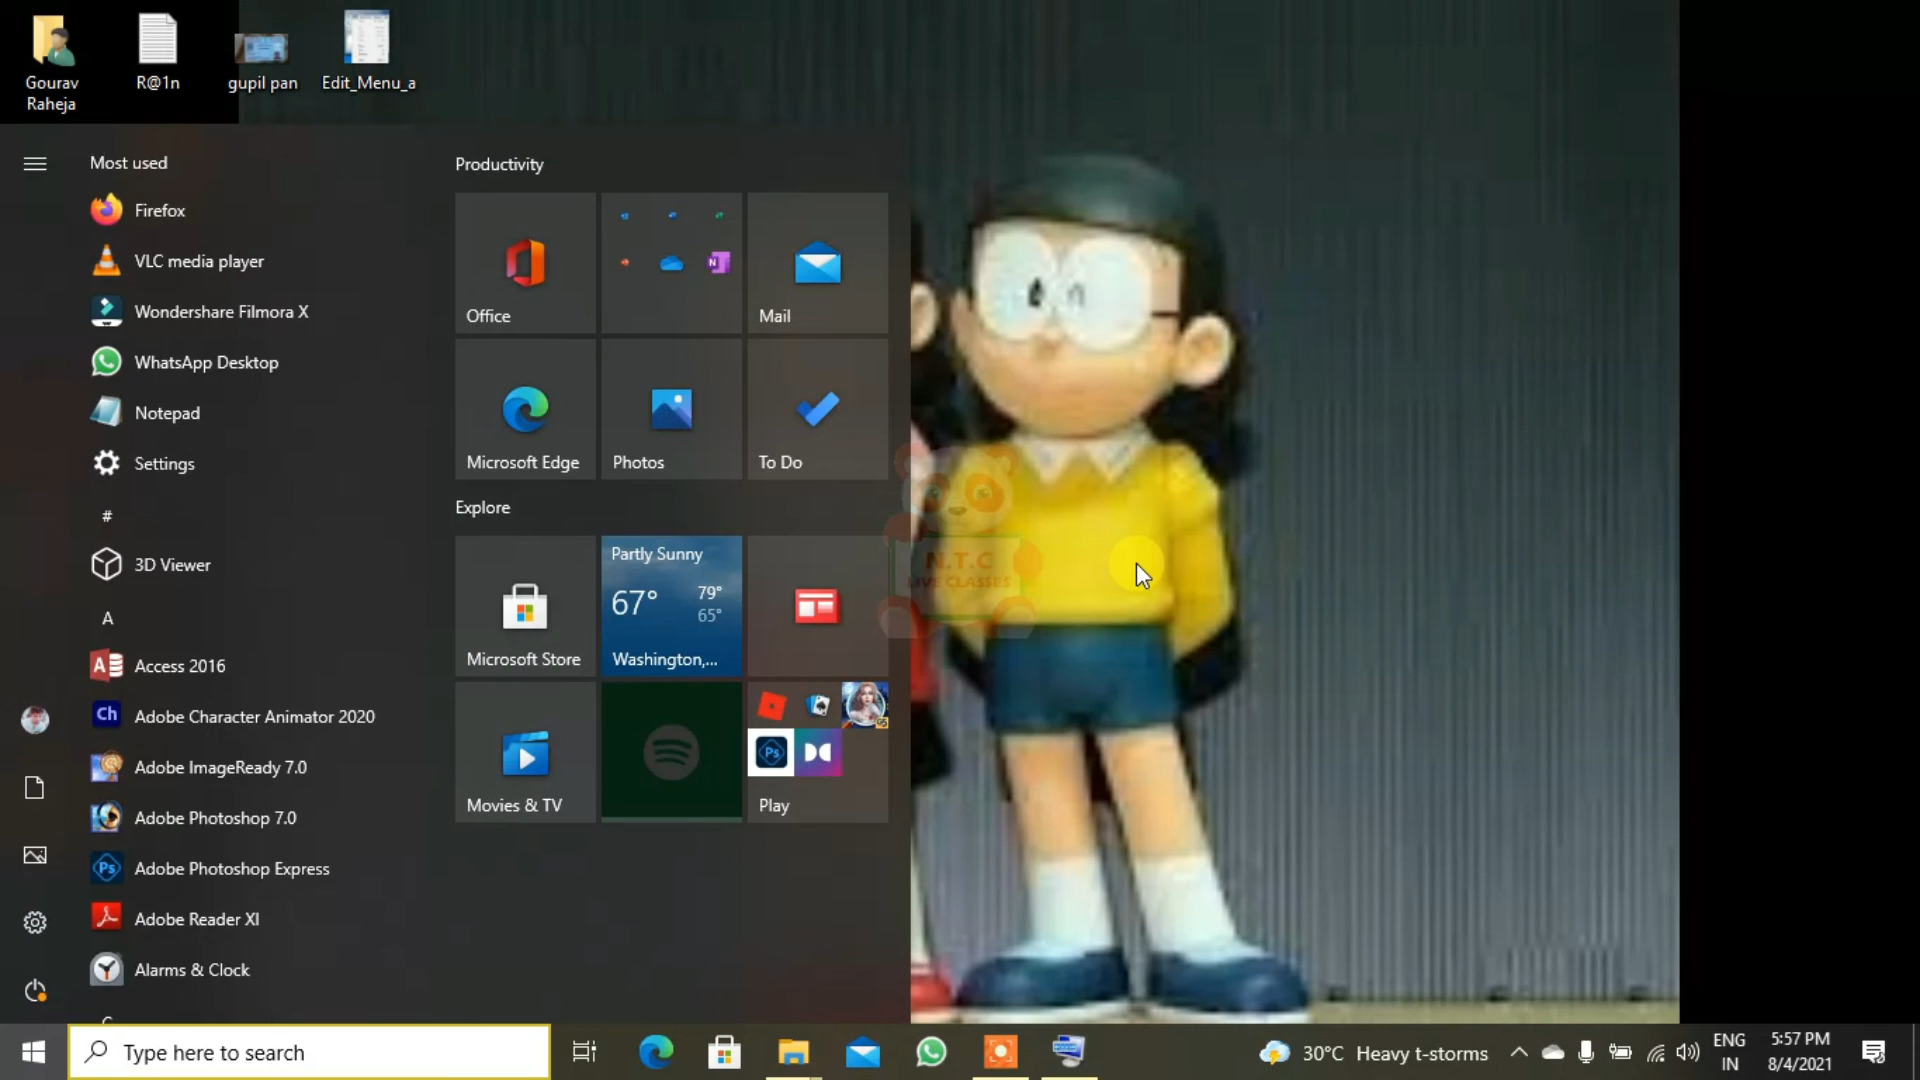 Gourav
Raheja
R@1n
gupil pan
Edit_Menu_a
Most used
Firefox
VLC media player
Wondershare Filmora X
WhatsApp Desktop
Notepad
Settings
#
3D Viewer
A
Access 2016
Adobe Character Animator 2020
Adobe ImageReady 7.0
Adobe Photoshop 7.0
Adobe Photoshop Express
Adobe Reader XI
Alarms & Clock
Productivity
Office
Mail
Microsoft Edge
Photos
To Do
Explore
Microsoft Store
Partly Sunny
67°
79°
65°
Washington,...
Movies & TV
Play
N.T.C
LIVE CLASSES
Type here to search
30°C Heavy t-storms
ENG
IN
5:57 PM
8/4/2021